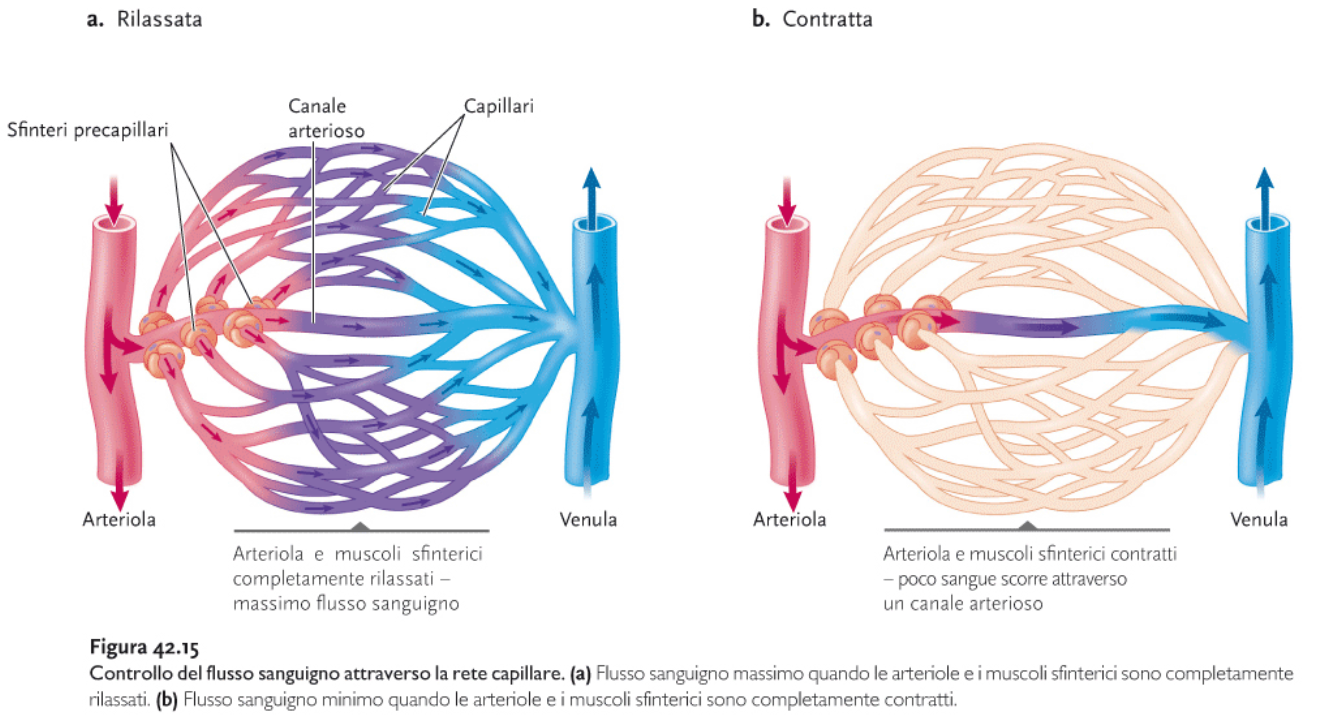 a. Rilassata
Sfinteri precapillari
Canale
arterioso
Capillari
Arteriola
Venula
Arteriola e muscoli sfinterici
completamente rilassati –
massimo flusso sanguigno
b. Contratta
Arteriola
Venula
Arteriola e muscoli sfinterici contratti
– poco sangue scorre attraverso
un canale arterioso
Figura 42.15
Controllo del flusso sanguigno attraverso la rete capillare. (a) Flusso sanguigno massimo quando le arteriole e i muscoli sfinterici sono completamente
rilassati. (b) Flusso sanguigno minimo quando le arteriole e i muscoli sfinterici sono completamente contratti.